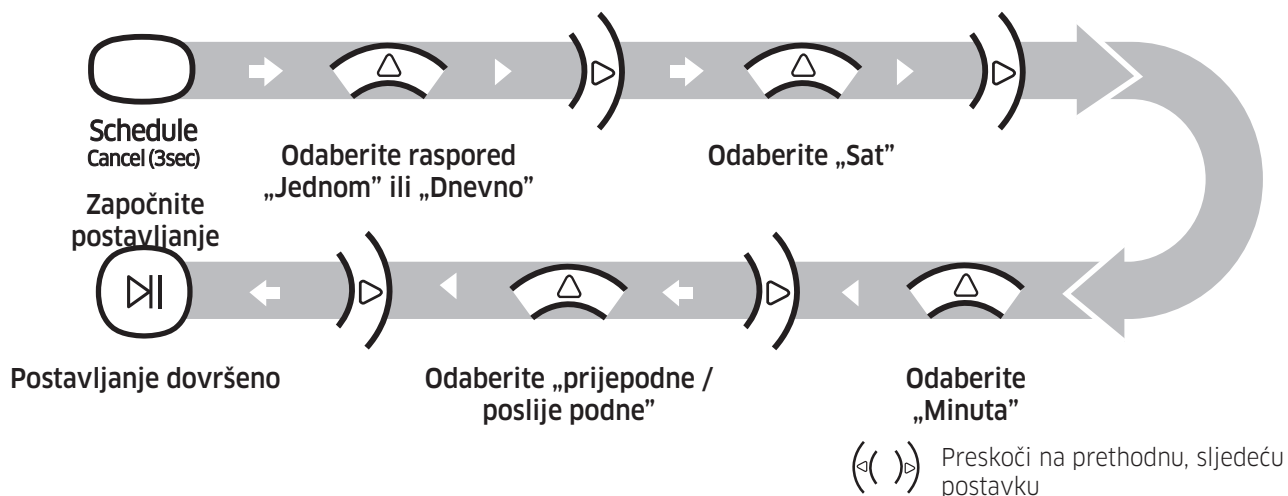 Schedule
Cancel (3sec)
Započnite
postavljanje
Odaberite raspored
„Jednom” ili „Dnevno”
Odaberite „Sat”
Odaberite
„Minuta”
Odaberite „prijepodne /
poslije podne”
Postavljanje dovršeno
Preskoči na prethodnu, sljedeću
postavku